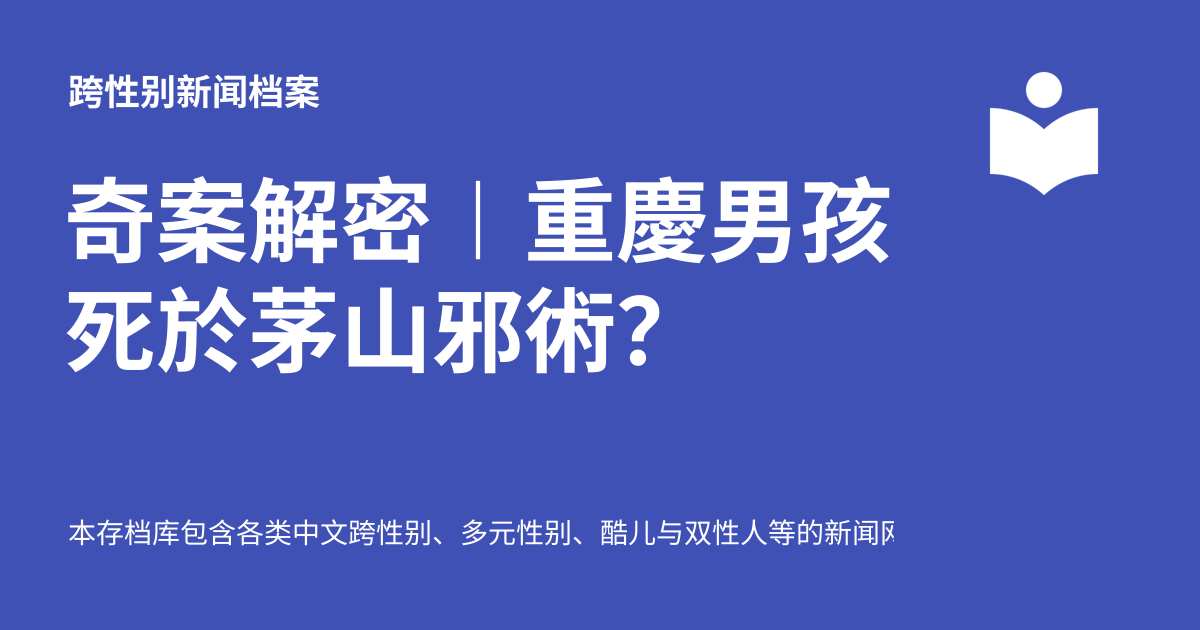 跨性别新闻档案
奇案解密｜重慶男孩
死於茅山邪術？
本存档库包含各类中文跨性别、多元性别、酷儿与双性人等的新闻